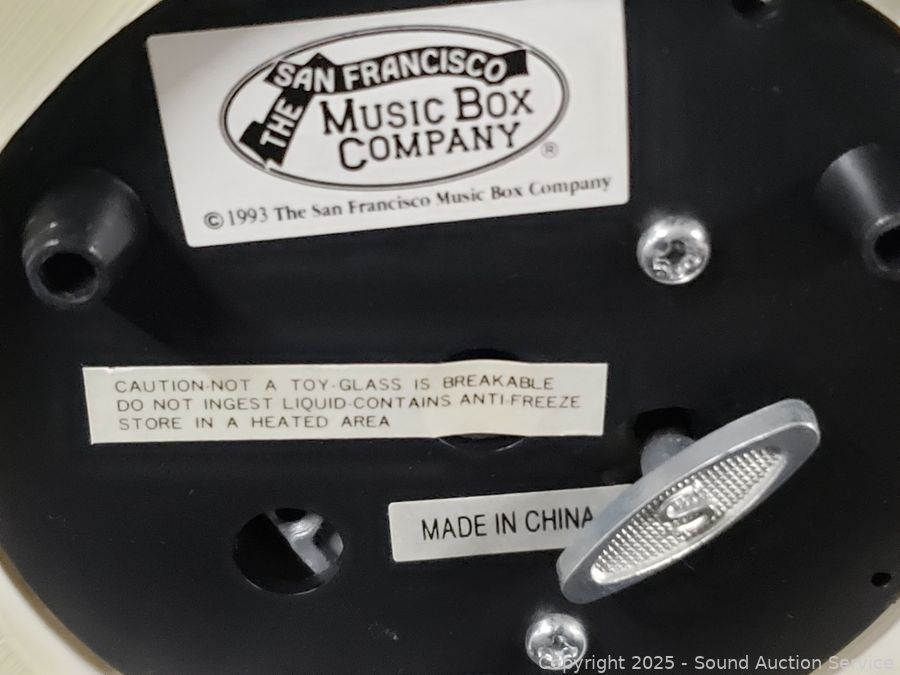 THE SAN FRANCISCO
MUSIC BOX
COMPANY®
©1993 The San Francisco Music Box Company
CAUTION-NOT A TOY-GLASS IS BREAKABLE
DO NOT INGEST LIQUID-CONTAINS ANTI-FREEZE
STORE IN A HEATED AREA
MADE IN CHINA
S
Copyright 2025 - Sound Auction Service